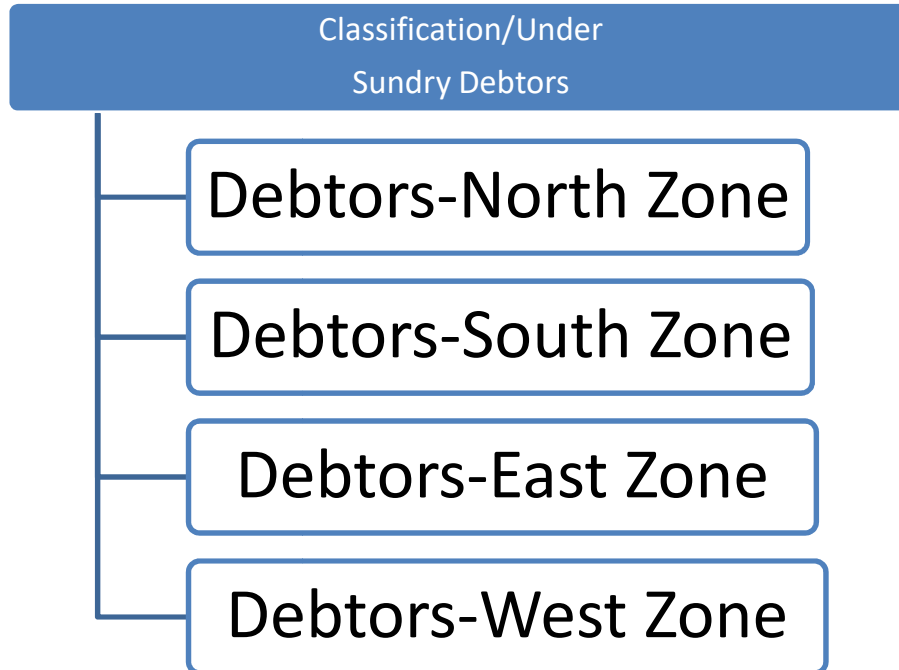 Classification/Under
Sundry Debtors
Debtors-North Zone
Debtors-South Zone
Debtors-East Zone
Debtors-West Zone